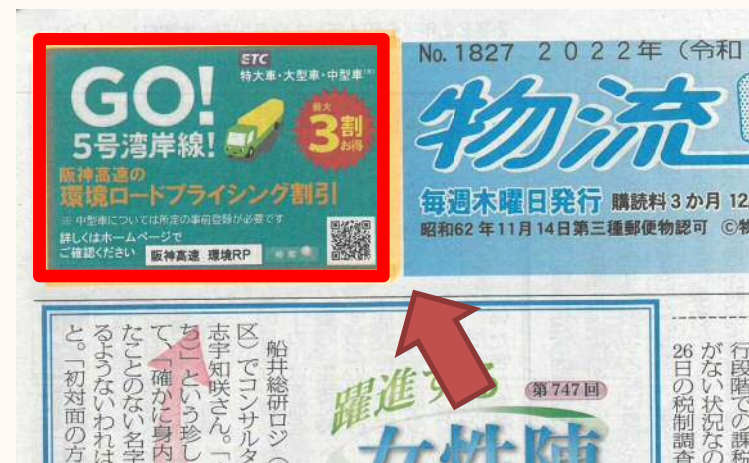 ETC
特大車・大型車・中型車
GO!
5号湾岸線!
最大
3割
お得
阪神高速の
環境ロードプライシング割引
※中型車については所定の事前登録が必要です
詳しくはホームページで
ご確認ください 阪神高速 環境RP
No. 1827 2022年(令和
物流
毎週木曜日発行 購読料3か月 12,
昭和62年11月14日第三種郵便物認可 ©物
行段階での課税
がない状況なの
26日の税制調査
第747回
躍進する
女性陣
船井総研ロジ(
区)でコンサルタ
志宇知咲さん。「
ち)」という珍し
て、「確かに身内
たことのない名字
るようないわれは
と。「初対面の方